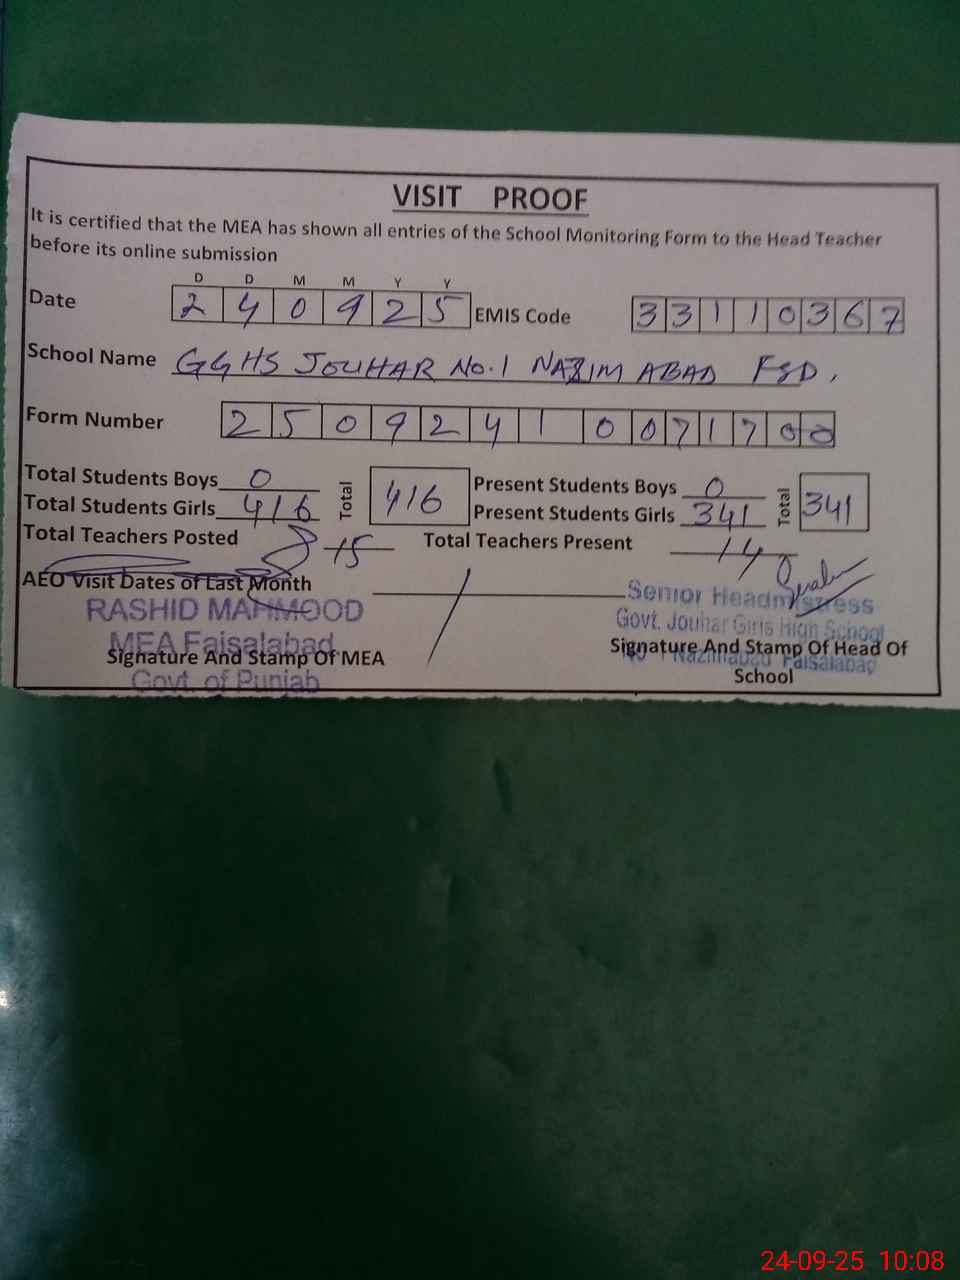 VISIT PROOF
It is certified that the MEA has shown all entries of the School Monitoring Form to the Head Teacher
before its online submission
D D M M Y Y
Date 2 4 0 9 2 5 EMIS Code 3 3 1 1 0 3 6 7
School Name GGHS JOUHAR No.1 NAZIM ABAD FSD,
Form Number 2 5 0 9 2 4 1 0 0 7 1 7 0 0
Total Students Boys 0 Total 416 Present Students Boys 0 Total 341
Total Students Girls 416 Present Students Girls 341
Total Teachers Posted 15 Total Teachers Present 14
AEO Visit Dates of Last Month
RASHID MAHMOOD
MEA Faisalabad
Signature And Stamp Of MEA
Govt. of Punjab
Senior Headmistress
Govt. Jouhar Girls High School
Signature And Stamp Of Head Of
No 1 Nazimabad Faisalabad
School
24-09-25 10:08